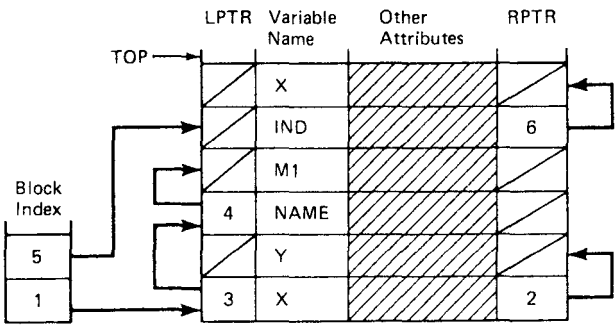 LPTR Variable Name Other Attributes RPTR
TOP
X
IND 6
M1
4 NAME
Y
3 X 2
Block Index
5
1